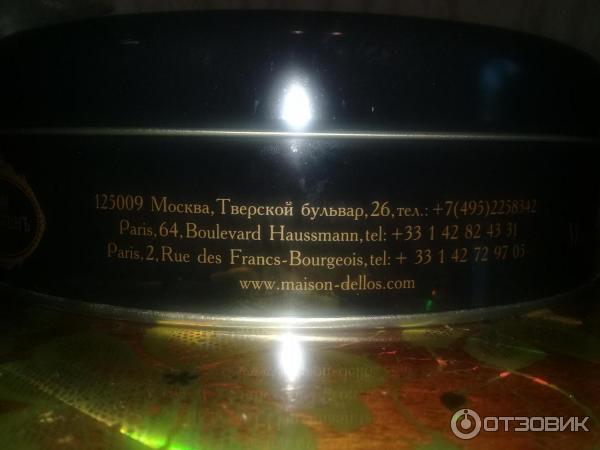 125009 Москва, Тверской бульвар, 26, тел.: +7(495)2258342
Paris, 64, Boulevard Haussmann, tel: +33 1 42 82 43 31
Paris, 2, Rue des Francs-Bourgeois, tel: + 33 1 42 72 97 05
www.maison-dellos.com
ОТЗОВИК